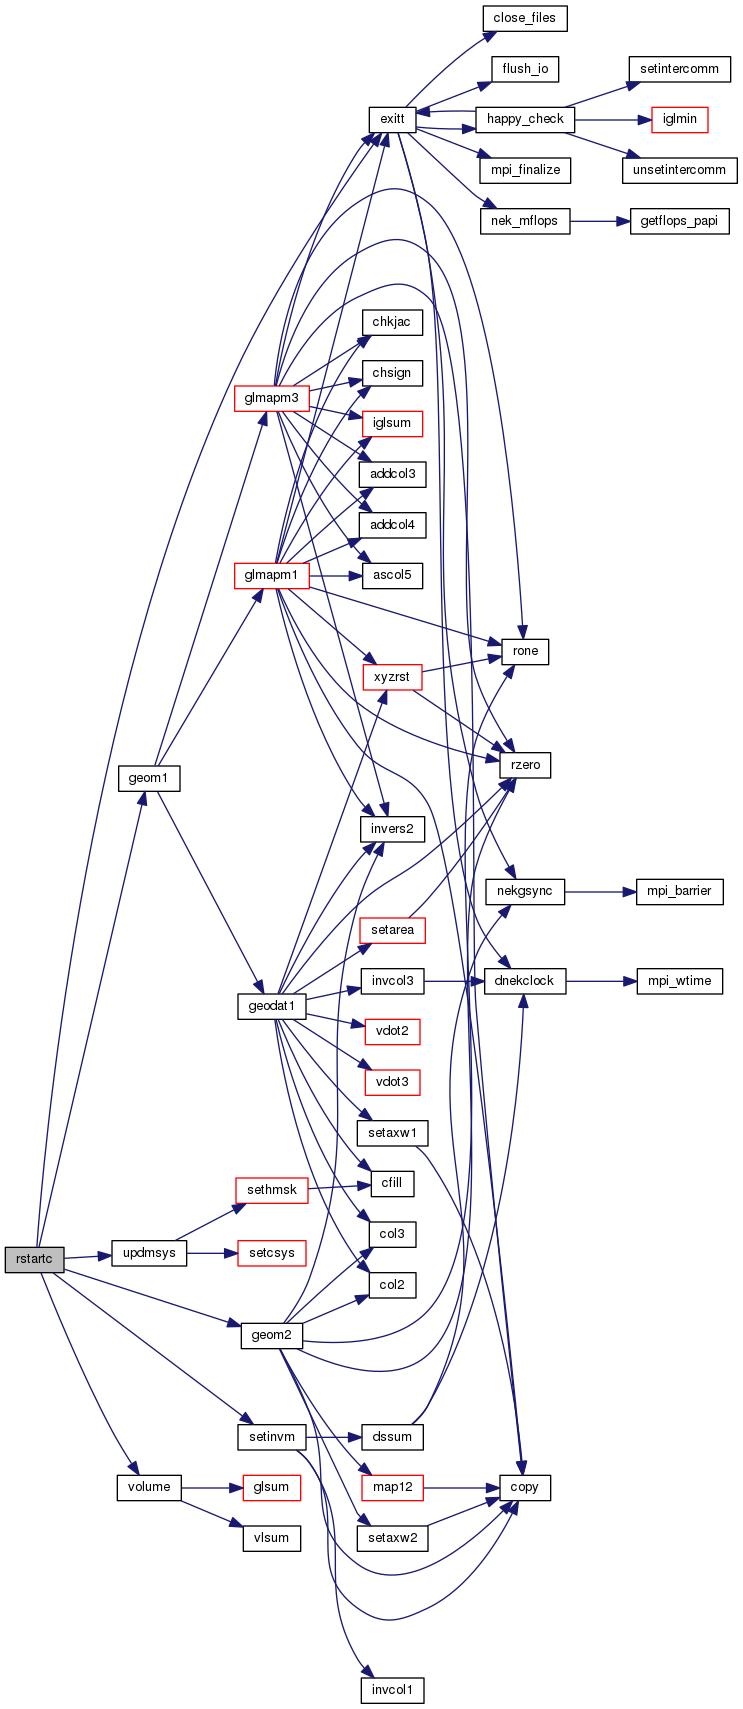 close_files
flush_io
setintercomm
exitt
happy_check
iglmin
mpi_finalize
unsetintercomm
nek_mflops
getflops_papi
chkjac
chsign
glmapm3
iglsum
addcol3
addcol4
glmapm1
ascol5
rone
xyzrst
rzero
geom1
invers2
nekgsync
mpi_barrier
setarea
invcol3
dnekclock
mpi_wtime
geodat1
vdot2
vdot3
setaxw1
cfill
sethmsk
col3
updmsys
setcsys
rstartc
col2
geom2
setinvm
dssum
volume
glsum
map12
copy
vlsum
setaxw2
invcol1